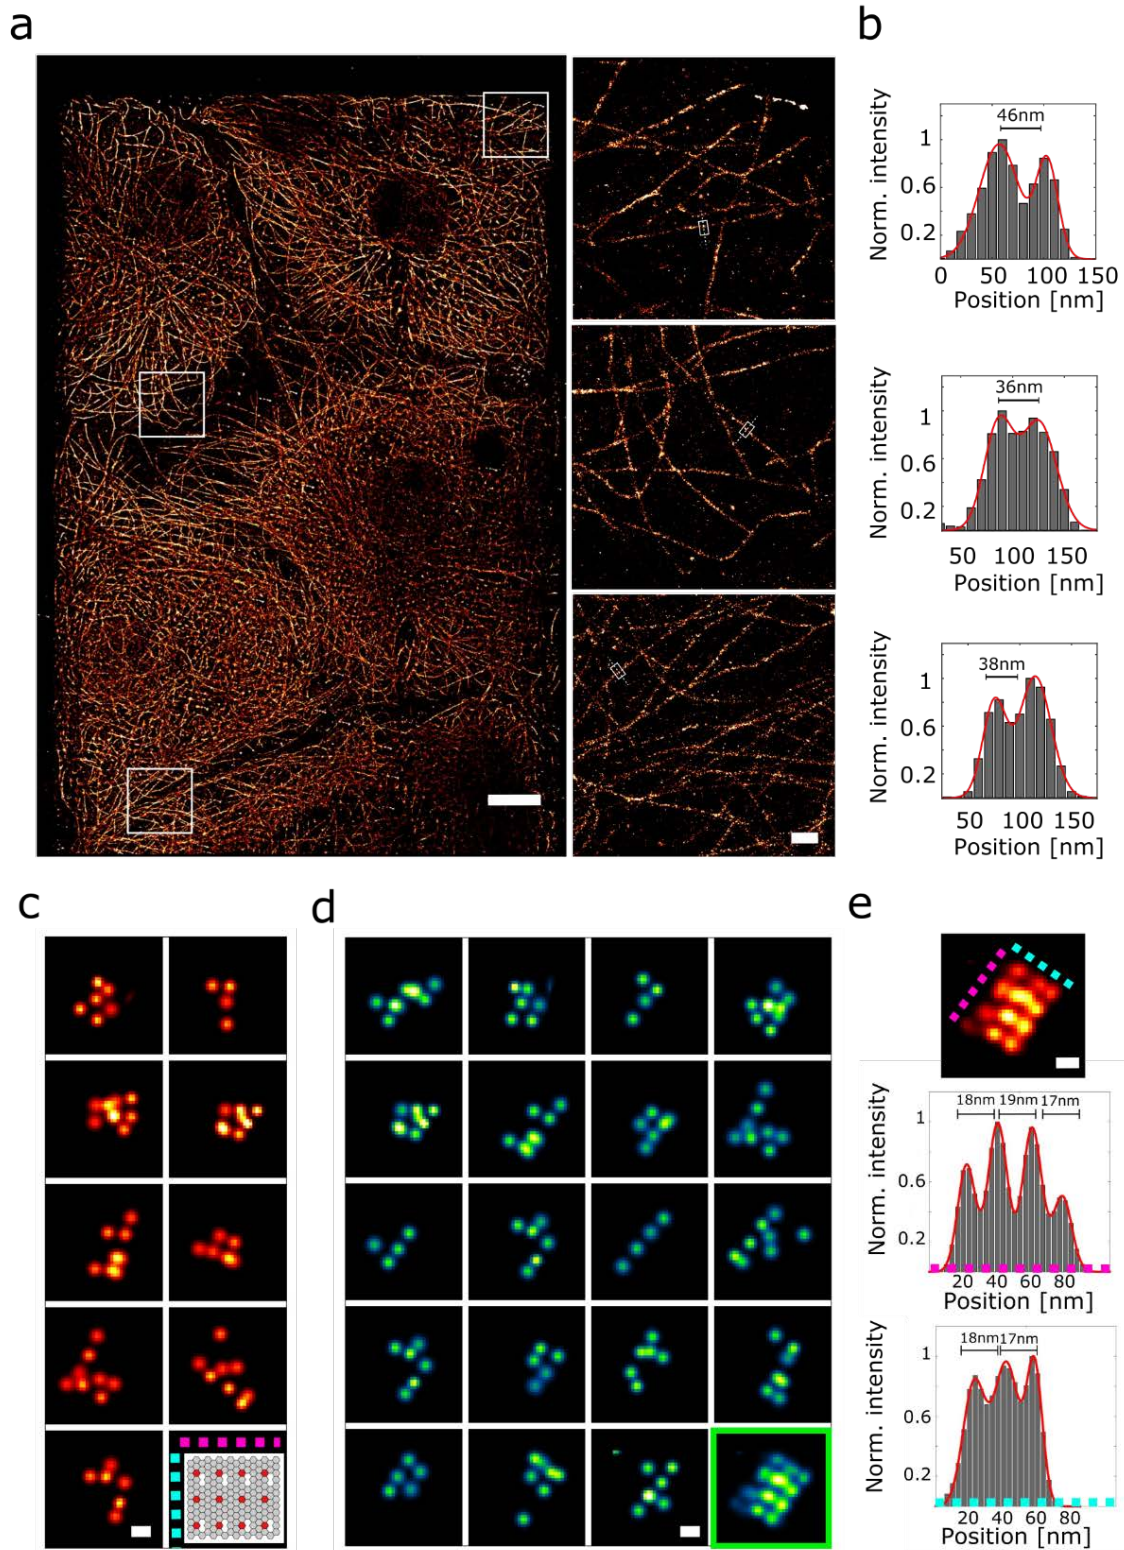 a
b
46nm
Norm. intensity
1
0.6
0.2
0 50 100 150
Position [nm]
36nm
Norm. intensity
1
0.6
0.2
50 100 150
Position [nm]
38nm
Norm. intensity
1
0.6
0.2
50 100 150
Position [nm]
c
d
e
18nm 19nm 17nm
Norm. intensity
1
0.6
0.2
20 40 60 80
Position [nm]
18nm 17nm
Norm. intensity
1
0.6
0.2
20 40 60 80
Position [nm]